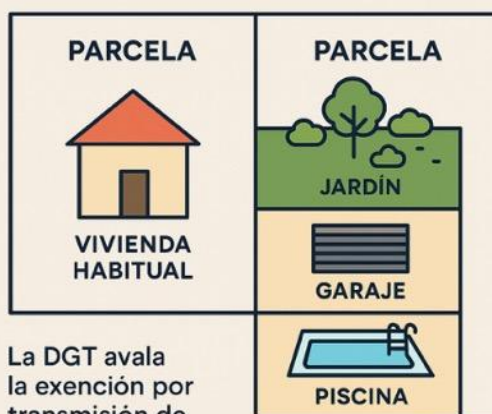 PARCELA
VIVIENDA
HABITUAL
PARCELA
JARDÍN
GARAJE
PISCINA
La DGT avala
la exención por
transmisión de